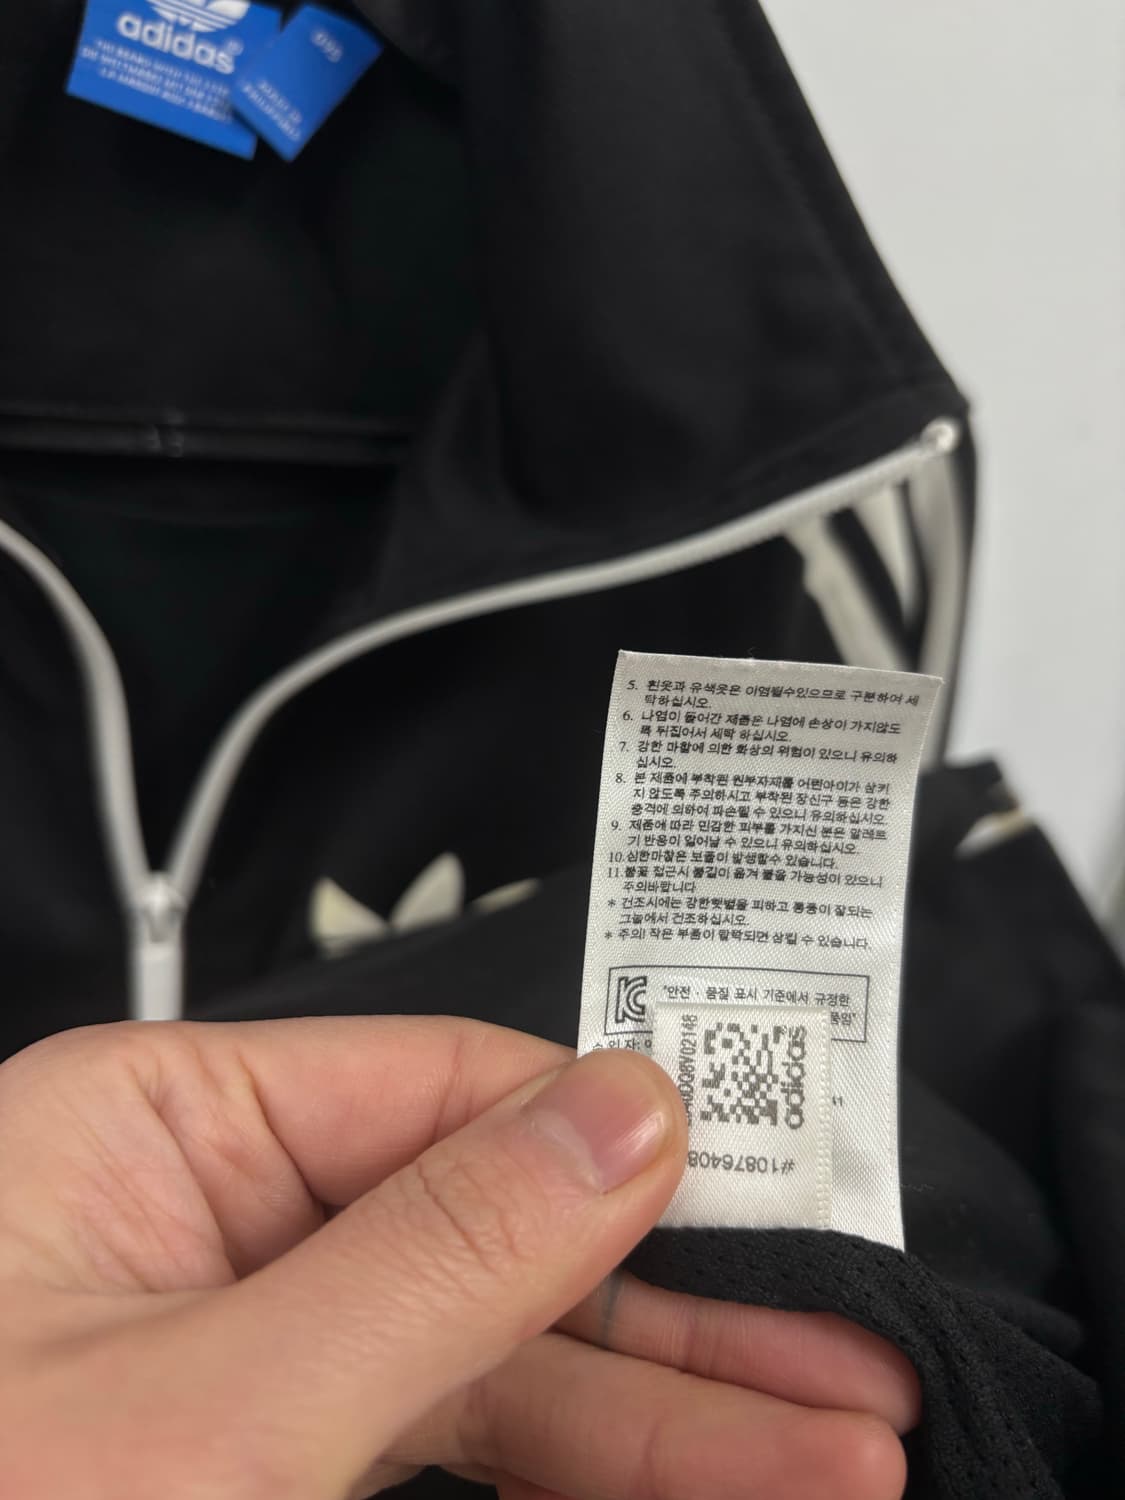 adidas
5. 흰옷과 유색옷은 이염될수있으므로 구분하여 세
탁하십시오.
6. 나염이 들어간 제품은 나염에 손상이 가지않도
록 뒤집어서 세탁 하십시오.
7. 강한 마찰에 의한 화상의 위험이 있으니 유의하
십시오.
8. 본 제품에 부착된 원부자재를 어린아이가 삼키
지 않도록 주의하시고 부착된 장신구 등은 강한
충격에 의하여 파손될 수 있으니 유의하십시오.
9. 제품에 따라 민감한 피부를 가지신 분은 알레르
기 반응이 일어날 수 있으니 유의하십시오.
10.심한마찰은 보풀이 발생할수 있습니다.
11.불꽃 접근시 불길이 옮겨 붙을 가능성이 있으니
주의바랍니다
* 건조시에는 강한햇볕을 피하고 통풍이 잘되는
그늘에서 건조하십시오.
* 주의! 작은 부품이 탈락되면 삼킬 수 있습니다.
"안전 · 품질 표시 기준에서 규정한
adidas
#10876408